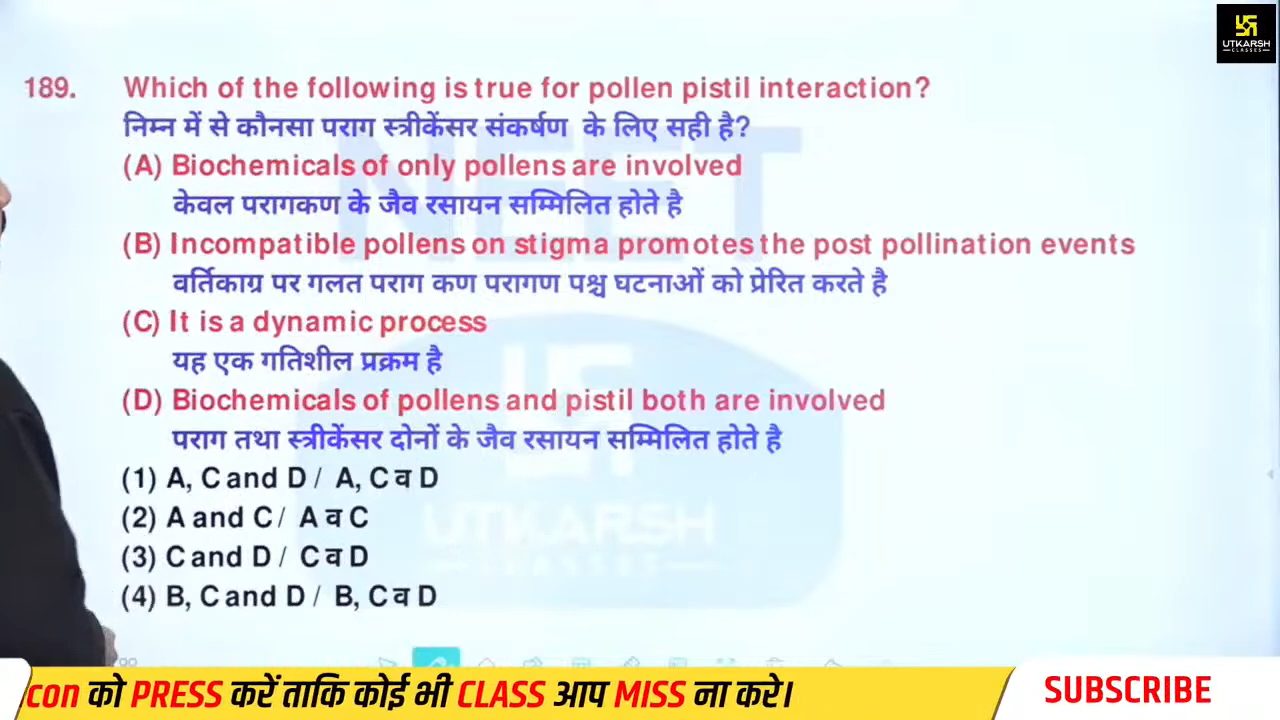 UTKARSH
CLASSES
189. Which of the following is true for pollen pistil interaction?
निम्न में से कौनसा पराग स्त्रीकेंसर संकर्षण के लिए सही है?
(A) Biochemicals of only pollens are involved
केवल परागकण के जैव रसायन सम्मिलित होते है
(B) Incompatible pollens on stigma promotes the post pollination events
वर्तिकाग्र पर गलत पराग कण परागण पश्च घटनाओं को प्रेरित करते है
(C) It is a dynamic process
यह एक गतिशील प्रक्रम है
(D) Biochemicals of pollens and pistil both are involved
पराग तथा स्त्रीकेंसर दोनों के जैव रसायन सम्मिलित होते है
(1) A, C and D / A, C व D
(2) A and C / A व C
(3) C and D / C व D
(4) B, C and D / B, C व D
NEET
UTKARSH
CLASSES
con को PRESS करें ताकि कोई भी CLASS आप MISS ना करे।
SUBSCRIBE